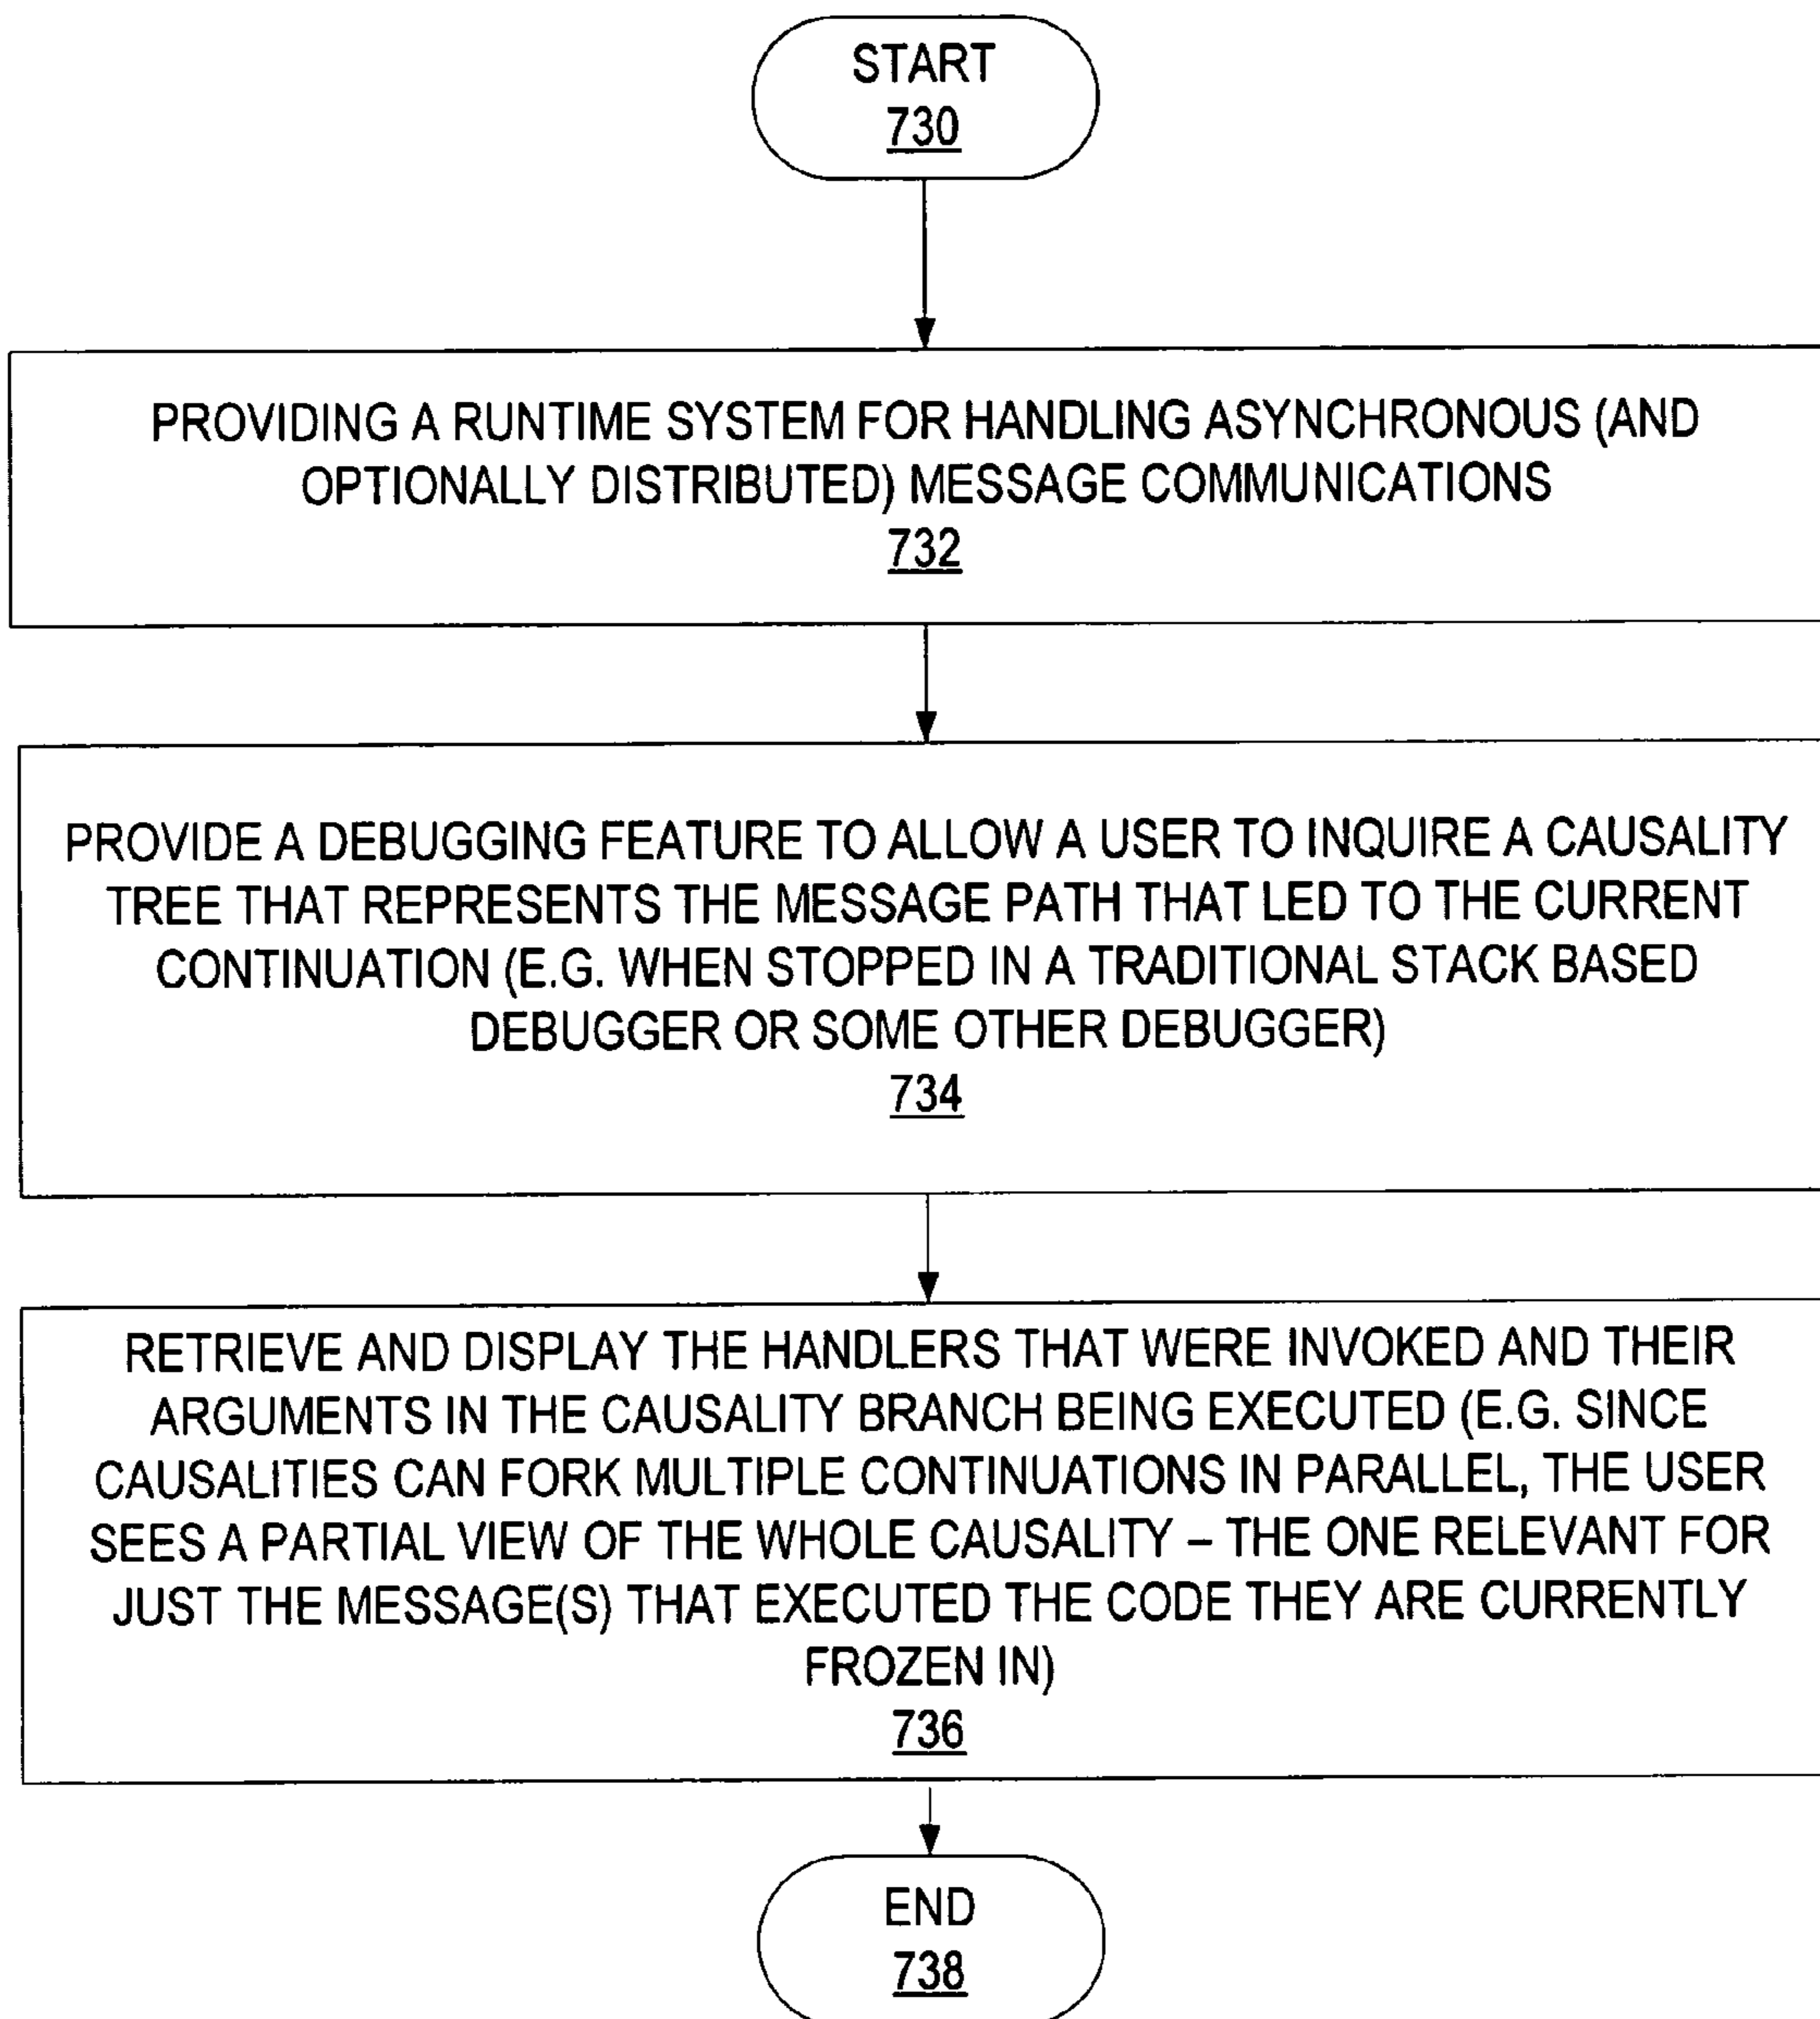 START
730
PROVIDING A RUNTIME SYSTEM FOR HANDLING ASYNCHRONOUS (AND
OPTIONALLY DISTRIBUTED) MESSAGE COMMUNICATIONS
732
PROVIDE A DEBUGGING FEATURE TO ALLOW A USER TO INQUIRE A CAUSALITY
TREE THAT REPRESENTS THE MESSAGE PATH THAT LED TO THE CURRENT
CONTINUATION (E.G. WHEN STOPPED IN A TRADITIONAL STACK BASED
DEBUGGER OR SOME OTHER DEBUGGER)
734
RETRIEVE AND DISPLAY THE HANDLERS THAT WERE INVOKED AND THEIR
ARGUMENTS IN THE CAUSALITY BRANCH BEING EXECUTED (E.G. SINCE
CAUSALITIES CAN FORK MULTIPLE CONTINUATIONS IN PARALLEL, THE USER
SEES A PARTIAL VIEW OF THE WHOLE CAUSALITY – THE ONE RELEVANT FOR
JUST THE MESSAGE(S) THAT EXECUTED THE CODE THEY ARE CURRENTLY
FROZEN IN)
736
END
738